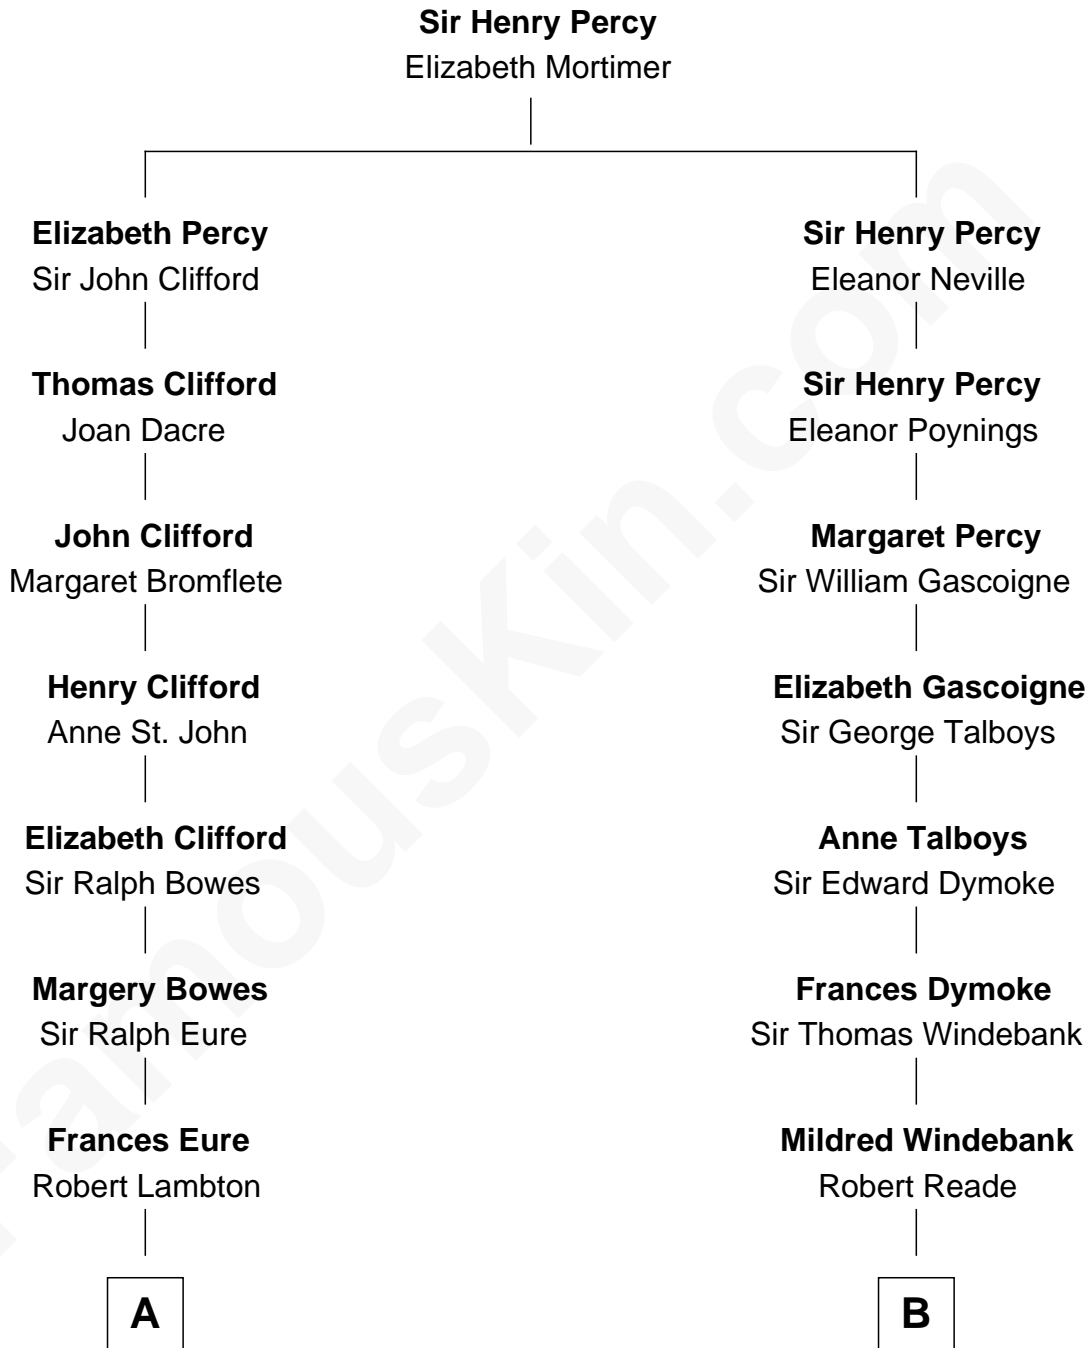 Sir Henry Percy
Elizabeth Mortimer
Elizabeth Percy
Sir John Clifford
Sir Henry Percy
Eleanor Neville
Thomas Clifford
Joan Dacre
Sir Henry Percy
Eleanor Poynings
John Clifford
Margaret Bromflete
Margaret Percy
Sir William Gascoigne
Henry Clifford
Anne St. John
Elizabeth Gascoigne
Sir George Talboys
Elizabeth Clifford
Sir Ralph Bowes
Anne Talboys
Sir Edward Dymoke
Margery Bowes
Sir Ralph Eure
Frances Dymoke
Sir Thomas Windebank
Frances Eure
Robert Lambton
Mildred Windebank
Robert Reade
A
B
FamousKin.com